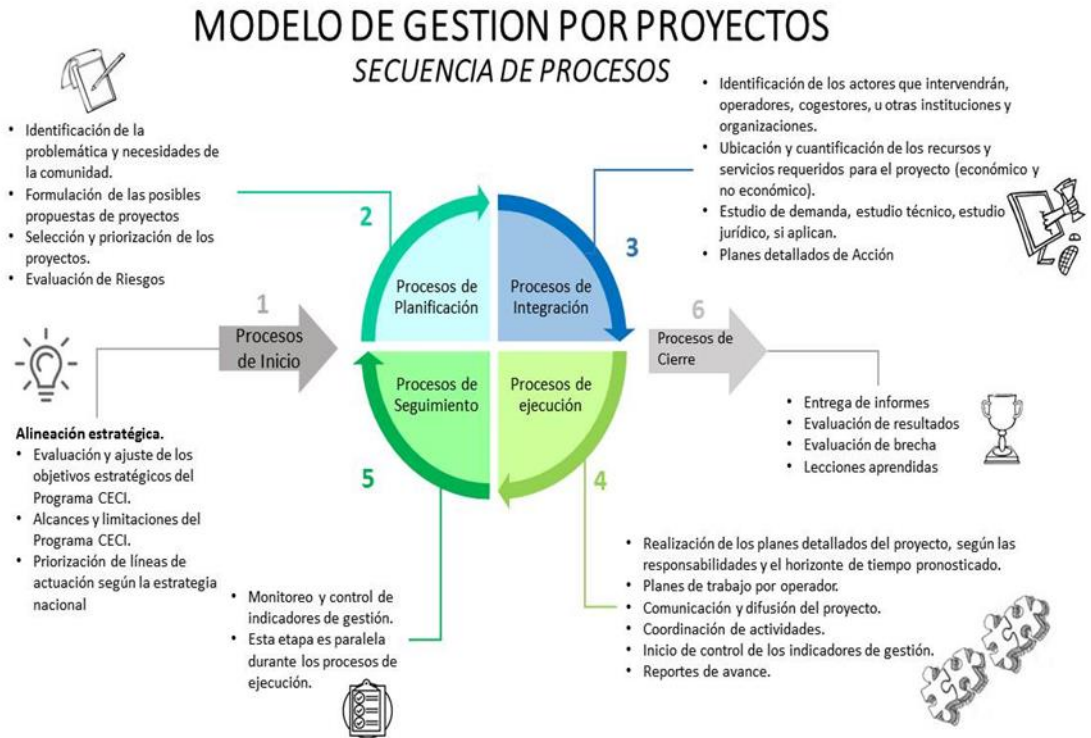 MODELO DE GESTION POR PROYECTOS
SECUENCIA DE PROCESOS
1
Procesos
de Inicio
Alineación estratégica.
• Evaluación y ajuste de los
objetivos estratégicos del
Programa CECI.
• Alcances y limitaciones del
Programa CECI.
• Priorización de líneas de
actuación según la estrategia
nacional
2
Procesos de
Planificación
• Identificación de la
problemática y necesidades de
la comunidad.
• Formulación de las posibles
propuestas de proyectos
• Selección y priorización de los
proyectos.
• Evaluación de Riesgos
3
Procesos de
Integración
• Identificación de los actores que intervendrán,
operadores, cogestores, u otras instituciones y
organizaciones.
• Ubicación y cuantificación de los recursos y
servicios requeridos para el proyecto (económico y
no económico).
• Estudio de demanda, estudio técnico, estudio
jurídico, si aplican.
• Planes detallados de Acción
4
Procesos de
ejecución
• Realización de los planes detallados del proyecto, según las
responsabilidades y el horizonte de tiempo pronosticado.
• Planes de trabajo por operador.
• Comunicación y difusión del proyecto.
• Coordinación de actividades.
• Inicio de control de los indicadores de gestión.
• Reportes de avance.
5
Procesos de
Seguimiento
• Monitoreo y control de
indicadores de gestión.
• Esta etapa es paralela
durante los procesos de
ejecución.
6
Procesos de
Cierre
• Entrega de informes
• Evaluación de resultados
• Evaluación de brecha
• Lecciones aprendidas